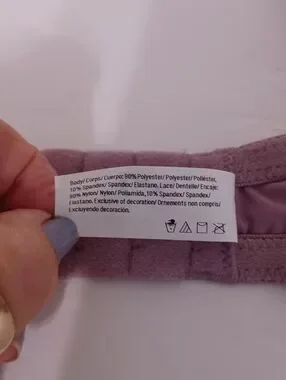 Body/ Corps/ Cuerpo: 90% Polyester/ Polyester/ Poliéster,
10% Spandex/ Spandex/ Elastano, Lace/ Dentelle/ Encaje:
90% Nylon/ Nylon/ Poliamida, 10% Spandex/ Spandex/
Elastano, Exclusive of decoration/ Ornements non compris/
Excluyendo decoración.